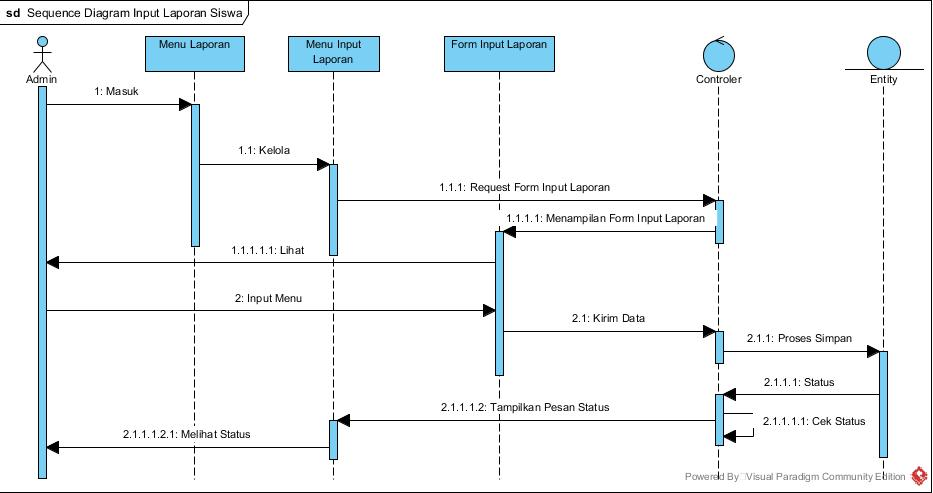 sd Sequence Diagram Input Laporan Siswa
Menu Laporan
Menu Input
Laporan
Form Input Laporan
Admin
Controler
Entity
1: Masuk
1.1: Kelola
1.1.1: Request Form Input Laporan
1.1.1.1: Menampilan Form Input Laporan
1.1.1.1.1: Lihat
2: Input Menu
2.1: Kirim Data
2.1.1: Proses Simpan
2.1.1.1: Status
2.1.1.1.2: Tampilkan Pesan Status
2.1.1.1.1: Cek Status
2.1.1.1.2.1: Melihat Status
Powered By Visual Paradigm Community Edition